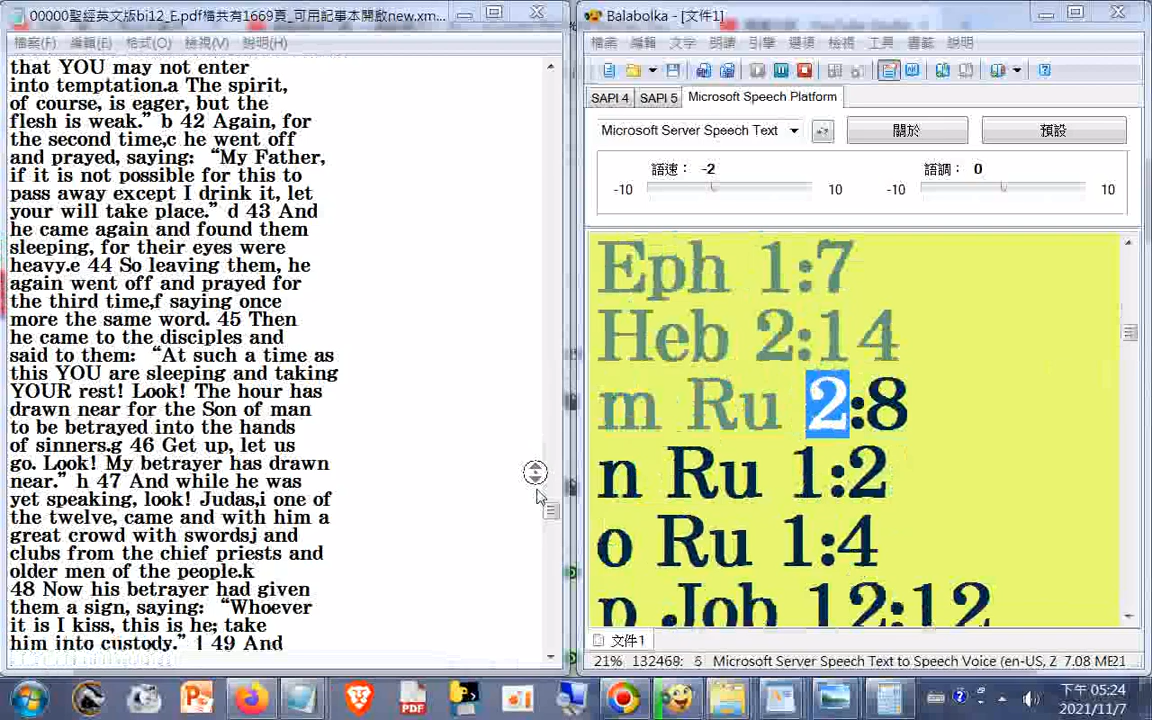 00000聖經英文版bi12_E.pdf檔共有1669頁_可用記事本開啟new.xm...
檔案(F) 編輯(E) 格式(O) 檢視(V) 說明(H)
that YOU may not enter
into temptation.a The spirit,
of course, is eager, but the
flesh is weak.” b 42 Again, for
the second time,c he went off
and prayed, saying: “My Father,
if it is not possible for this to
pass away except I drink it, let
your will take place.” d 43 And
he came again and found them
sleeping, for their eyes were
heavy.e 44 So leaving them, he
again went off and prayed for
the third time,f saying once
more the same word. 45 Then
he came to the disciples and
said to them: “At such a time as
this YOU are sleeping and taking
YOUR rest! Look! The hour has
drawn near for the Son of man
to be betrayed into the hands
of sinners.g 46 Get up, let us
go. Look! My betrayer has drawn
near.” h 47 And while he was
yet speaking, look! Judas,i one of
the twelve, came and with him a
great crowd with swordsj and
clubs from the chief priests and
older men of the people.k
48 Now his betrayer had given
them a sign, saying: “Whoever
it is I kiss, this is he; take
him into custody.” l 49 And
Balabolka - [文件1]
檔案 編輯 文字 朗讀 引擎 選項 檢視 工具 書籤 說明
SAPI 4 SAPI 5 Microsoft Speech Platform
Microsoft Server Speech Text 關於 預設
語速： -2 語調： 0
-10 10 -10 10
Eph 1:7
Heb 2:14
m Ru 2:8
n Ru 1:2
o Ru 1:4
p Job 12:12
文件1
21% 132468: 5 Microsoft Server Speech Text to Speech Voice (en-US, Z 7.08 ME21
PDF
下午 05:24
2021/11/7